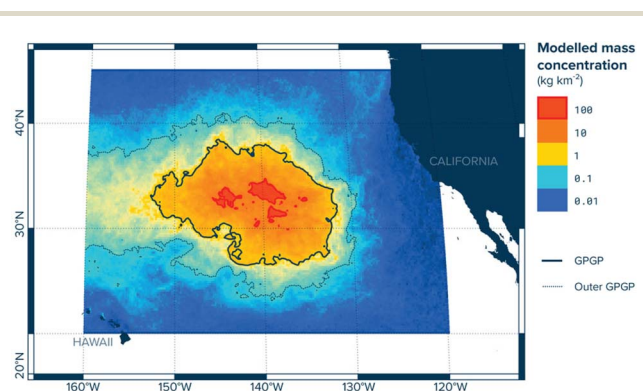 Modelled mass
concentration
(kg km⁻²)
100
10
1
0.1
0.01
GPGP
Outer GPGP
40°N
30°N
20°N
CALIFORNIA
HAWAII
160°W
150°W
140°W
130°W
120°W